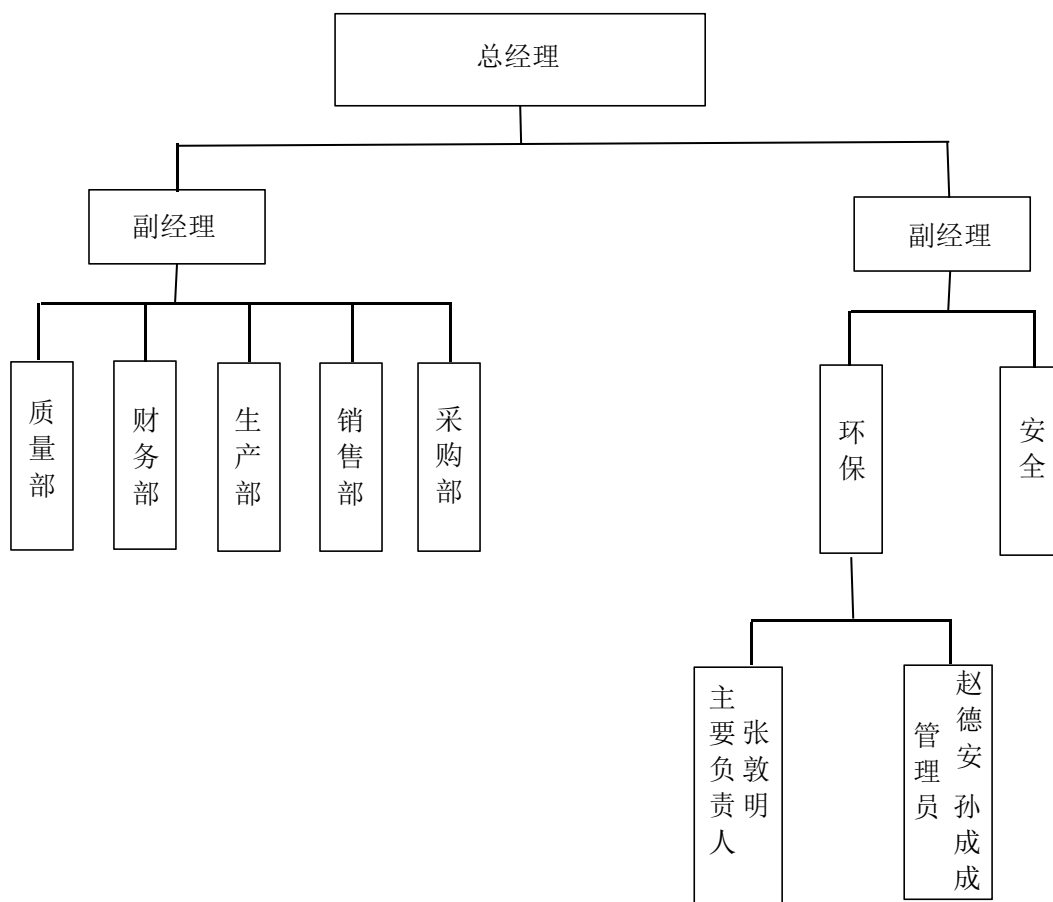 总经理
副经理
副经理
质量部
财务部
生产部
销售部
采购部
环保
安全
主要负责人
张敦明
管理员
赵德安 孙成成